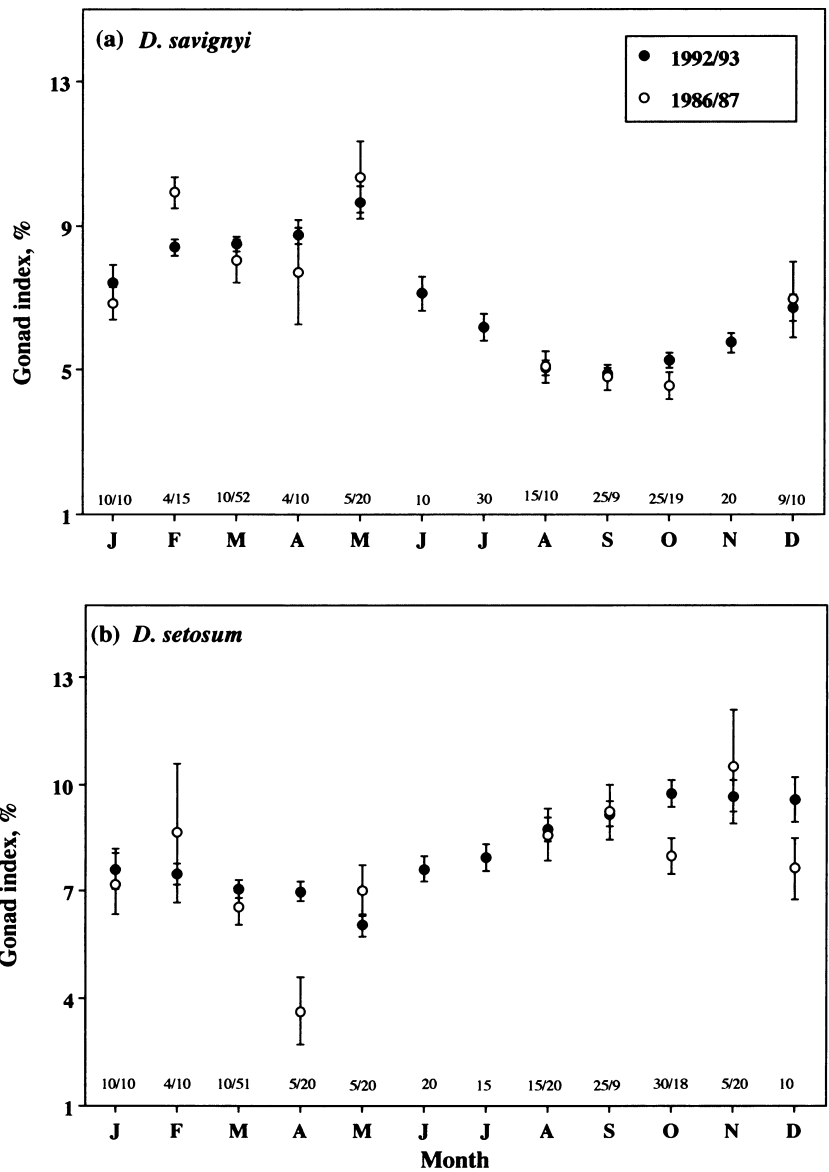 (a) D. savignyi
1992/93
1986/87
13
9
5
1
Gonad index, %
10/10 4/15 10/52 4/10 5/20 10 30 15/10 25/9 25/19 20 9/10
J F M A M J J A S O N D
(b) D. setosum
13
10
7
4
1
Gonad index, %
10/10 4/10 10/51 5/20 5/20 20 15 15/20 25/9 30/18 5/20 10
J F M A M J J A S O N D
Month